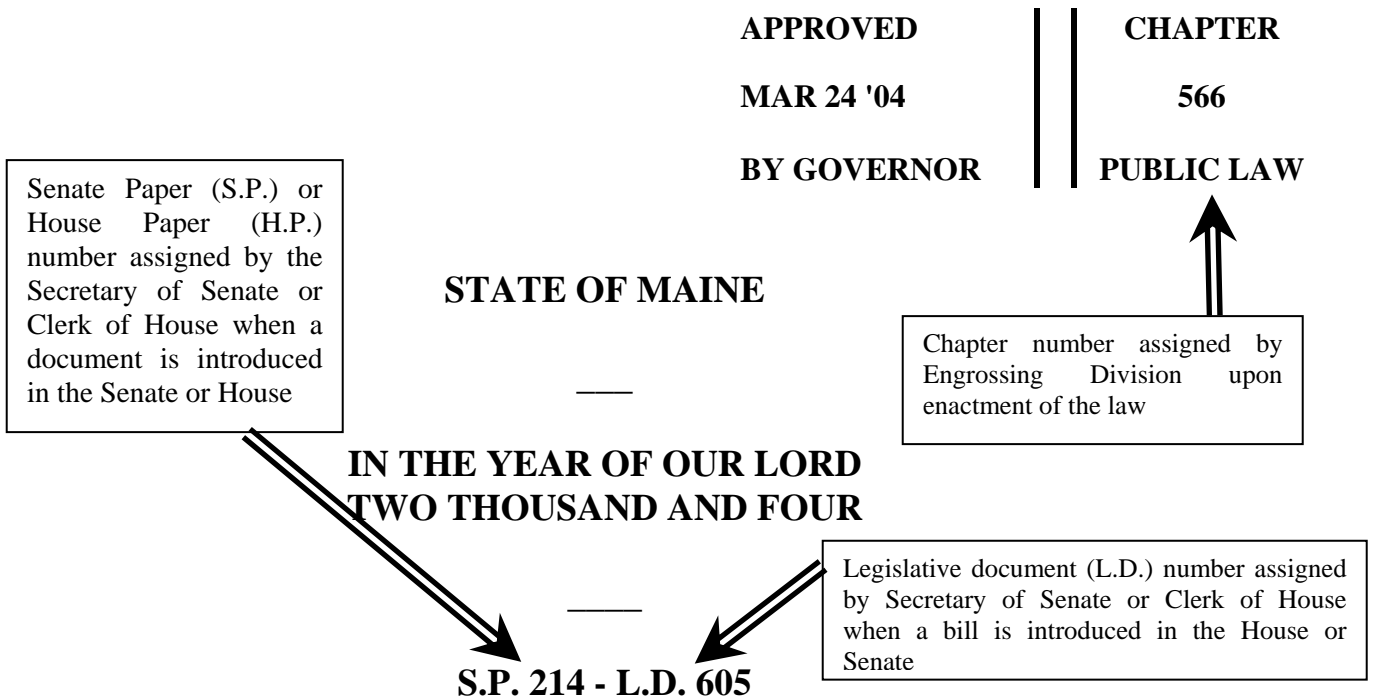 APPROVED
MAR 24 '04
BY GOVERNOR
CHAPTER
566
PUBLIC LAW
Senate Paper (S.P.) or
House Paper (H.P.)
number assigned by the
Secretary of Senate or
Clerk of House when a
document is introduced
in the Senate or House
STATE OF MAINE
Chapter number assigned by
Engrossing Division upon
enactment of the law
IN THE YEAR OF OUR LORD
TWO THOUSAND AND FOUR
Legislative document (L.D.) number assigned
by Secretary of Senate or Clerk of House
when a bill is introduced in the House or
Senate
S.P. 214 - L.D. 605